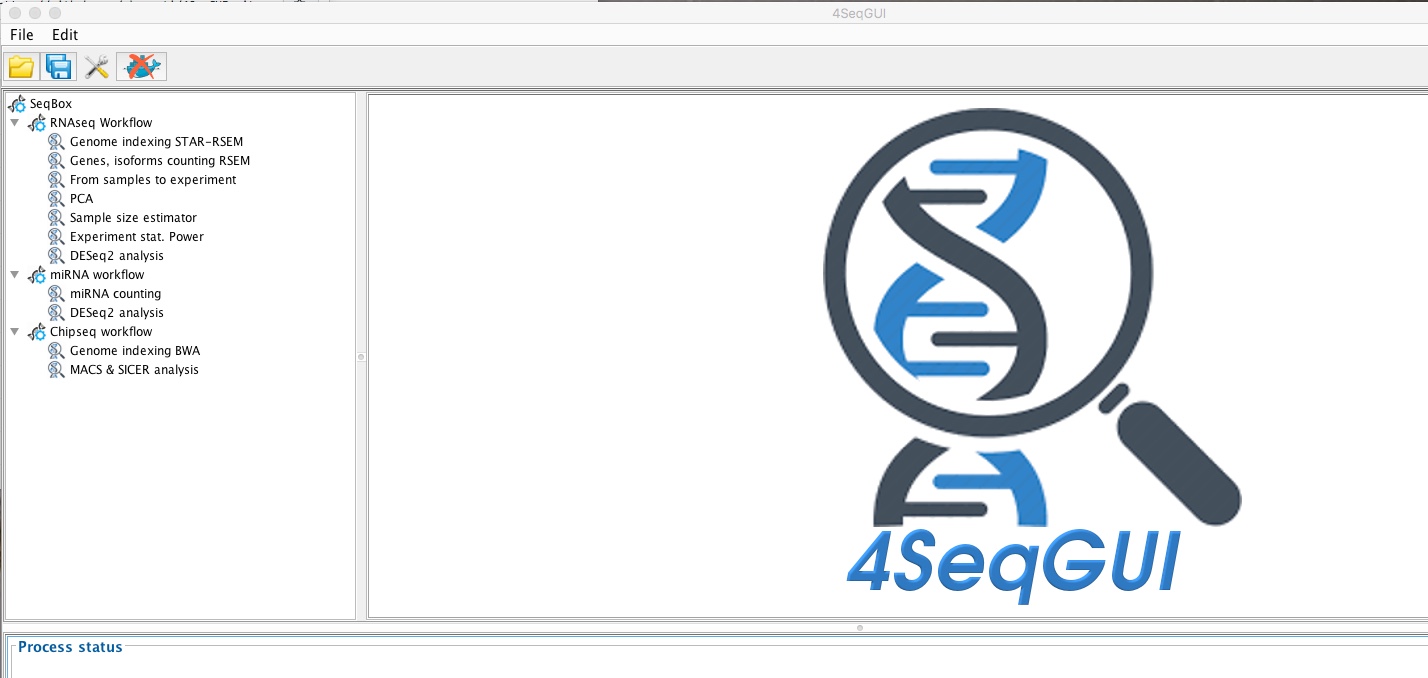 4SeqGUI
File Edit
SeqBox
RNAseq Workflow
Genome indexing STAR-RSEM
Genes, isoforms counting RSEM
From samples to experiment
PCA
Sample size estimator
Experiment stat. Power
DESeq2 analysis
miRNA workflow
miRNA counting
DESeq2 analysis
Chipseq workflow
Genome indexing BWA
MACS & SICER analysis
4SeqGUI
Process status